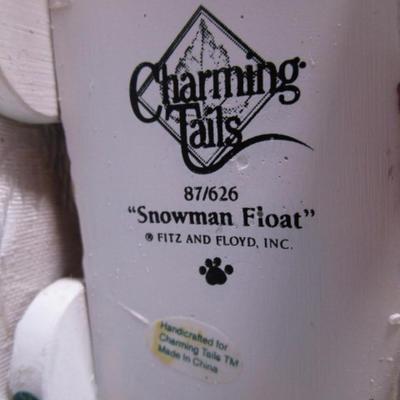 Charming
Tails
87/626
"Snowman Float"
® FITZ AND FLOYD, INC.
Handcrafted for
Charming Tails TM
Made In China